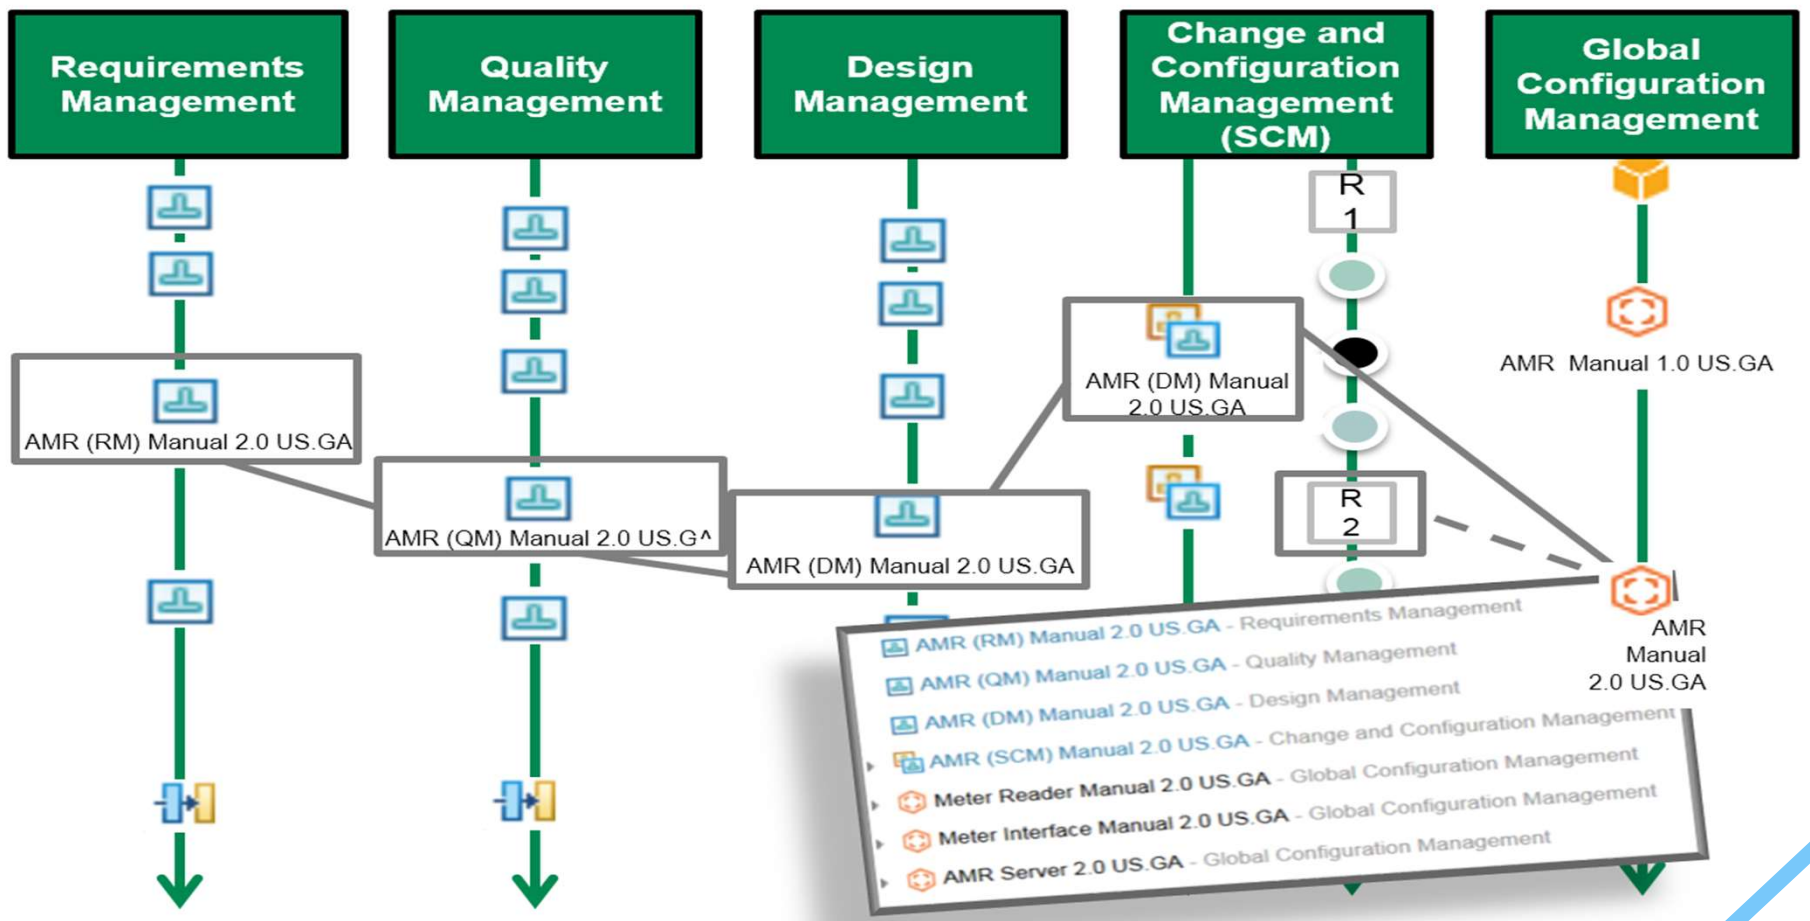 Requirements
Management
Quality
Management
Design
Management
Change and
Configuration
Management
(SCM)
Global
Configuration
Management
R
1
AMR Manual 1.0 US.GA
AMR (DM) Manual
2.0 US.GA
AMR (RM) Manual 2.0 US.GA
AMR (QM) Manual 2.0 US.G^
AMR (DM) Manual 2.0 US.GA
R
2
AMR
Manual
2.0 US.GA
AMR (RM) Manual 2.0 US.GA - Requirements Management
AMR (QM) Manual 2.0 US.GA - Quality Management
AMR (DM) Manual 2.0 US.GA - Design Management
AMR (SCM) Manual 2.0 US.GA - Change and Configuration Management
Meter Reader Manual 2.0 US.GA - Global Configuration Management
Meter Interface Manual 2.0 US.GA - Global Configuration Management
AMR Server 2.0 US.GA - Global Configuration Management